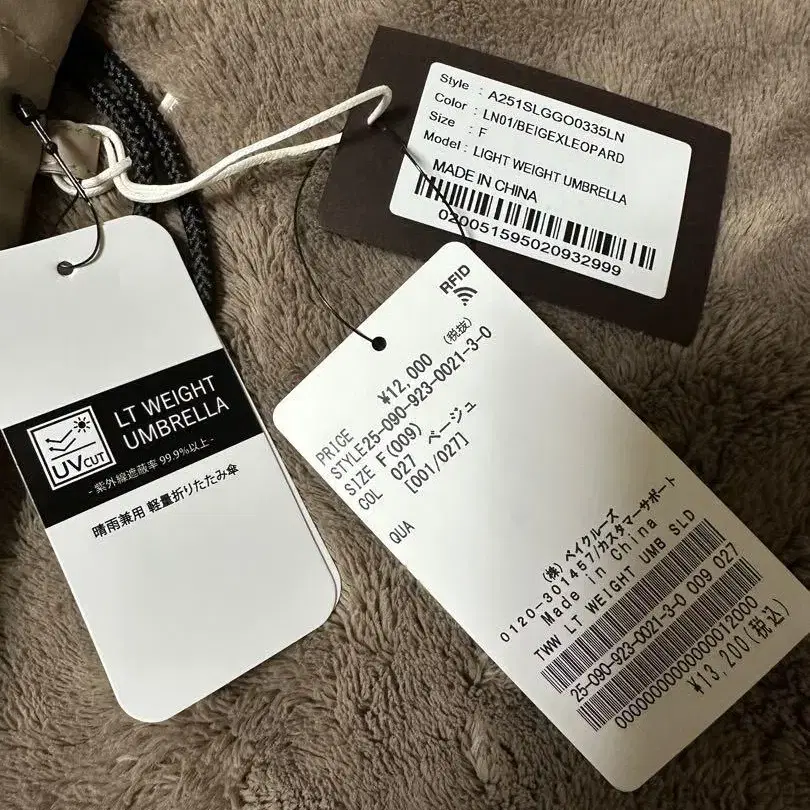 Style : A251SLGGO0335LN
Color : LN01/BEIGEXLEOPARD
Size : F
Model : LIGHT WEIGHT UMBRELLA
MADE IN CHINA
020051595020932999
LT WEIGHT
UMBRELLA
UV CUT
- 紫外線遮蔽率 99.9%以上 -
晴雨兼用 軽量折りたたみ傘
RFID
(税抜)
PRICE ¥12,000
STYLE25-090-923-0021-3-0
SIZE F(009)
COL 027 ベージュ
[001/027]
QUA
(株) ベイクルーズ
0120-301457/カスタマーサポート
Made in China
TWW LT WEIGHT UMB SLD
25-090-923-0021-3-0 009 027
¥13,200(税込)